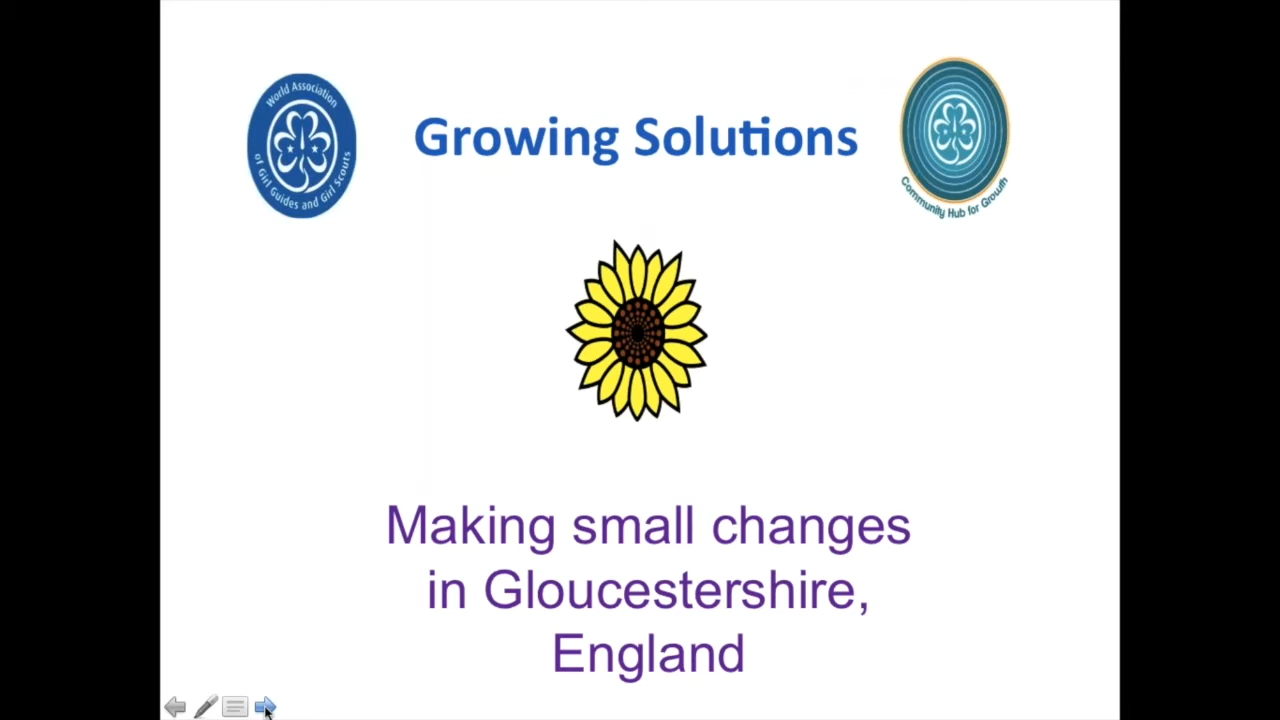 World Association
of Girl Guides and Girl Scouts
Growing Solutions
Community Hub for Growth
Making small changes
in Gloucestershire,
England